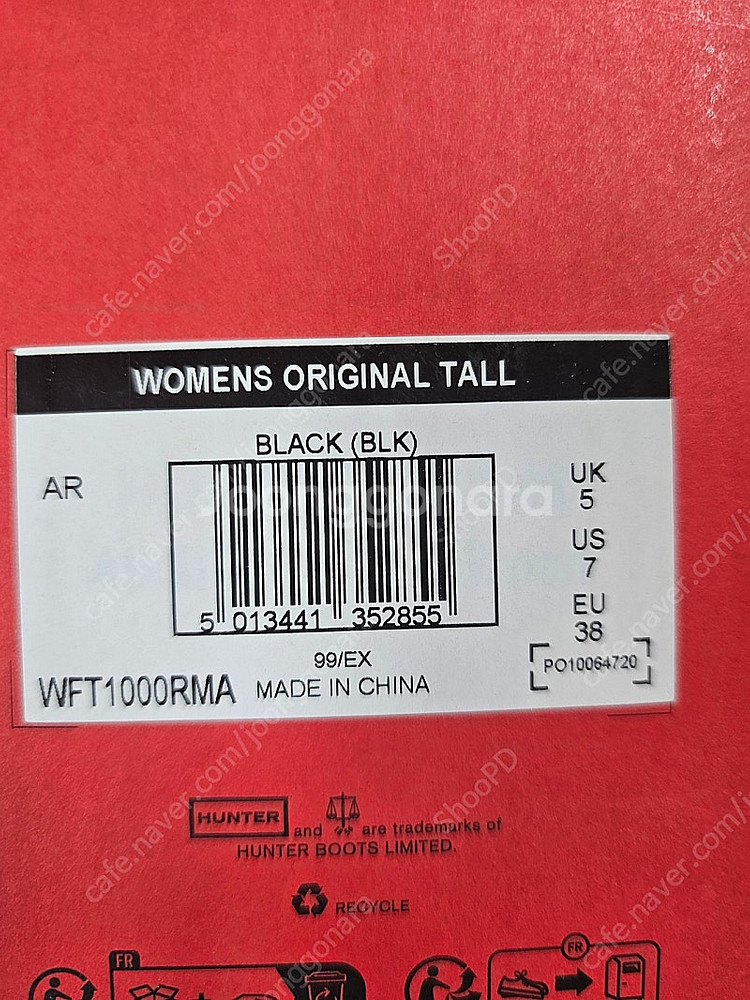 WOMENS ORIGINAL TALL
BLACK (BLK)
AR
UK
5
US
7
EU
38
5 013441 352855
99/EX
PO10064720
WFT1000RMA
MADE IN CHINA
HUNTER and are trademarks of
HUNTER BOOTS LIMITED.
RECYCLE
FR
FR
joonggonara
cafe.naver.com/joonggonara
ShooPD